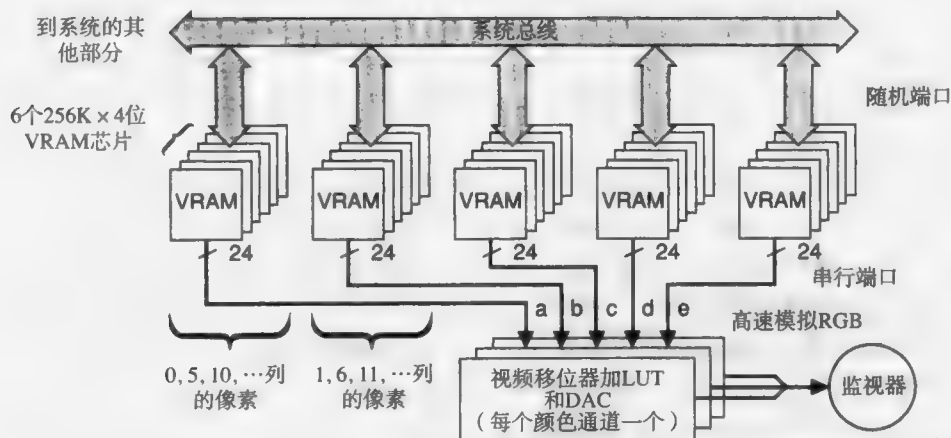 到系统的其
他部分
系统总线
随机端口
6个256K × 4位
VRAM芯片
VRAM
VRAM
VRAM
VRAM
VRAM
24
24
24
24
24
串行端口
a
b
c
d
e
高速模拟RGB
0, 5, 10, …列
的像素
1, 6, 11, …列
的像素
视频移位器加LUT
和DAC
(每个颜色通道一个)
监视器